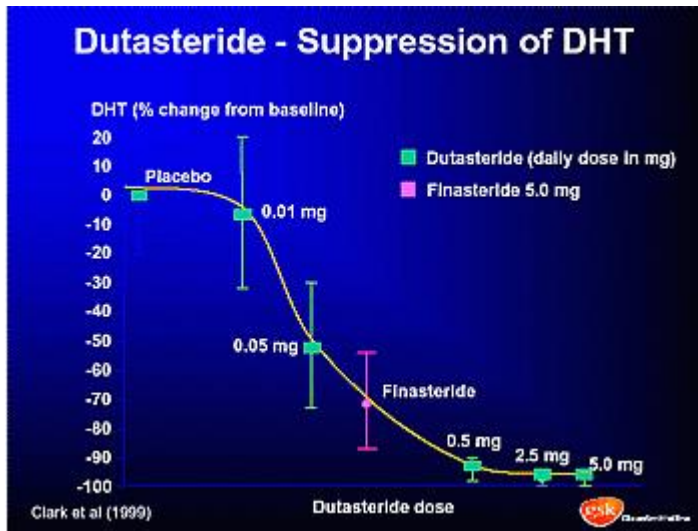 Dutasteride - Suppression of DHT
DHT (% change from baseline)
20
10
0
-10
-20
-30
-40
-50
-60
-70
-80
-90
-100
Placebo
0.01 mg
0.05 mg
Finasteride
0.5 mg
2.5 mg
5.0 mg
Dutasteride (daily dose in mg)
Finasteride 5.0 mg
Clark et al (1999)
Dutasteride dose
gsk
GlaxoSmithKline